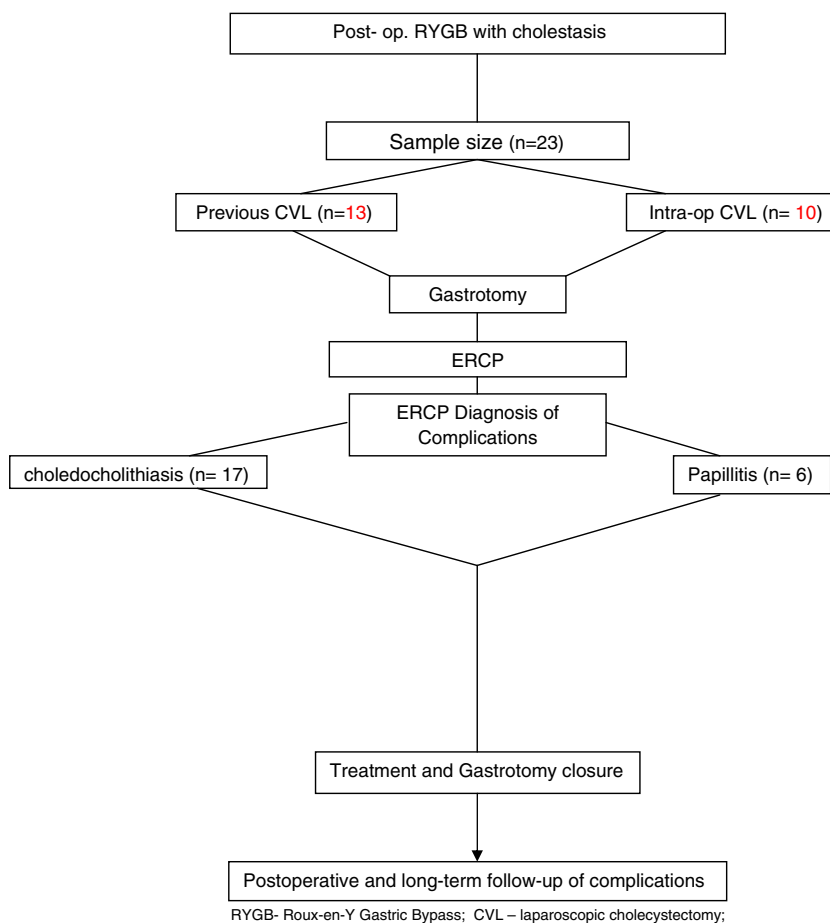 Post- op. RYGB with cholestasis
Sample size (n=23)
Previous CVL (n=13)
Intra-op CVL (n= 10)
Gastrotomy
ERCP
ERCP Diagnosis of
Complications
choledocholithiasis (n= 17)
Papillitis (n= 6)
Treatment and Gastrotomy closure
Postoperative and long-term follow-up of complications
RYGB- Roux-en-Y Gastric Bypass; CVL – laparoscopic cholecystectomy;